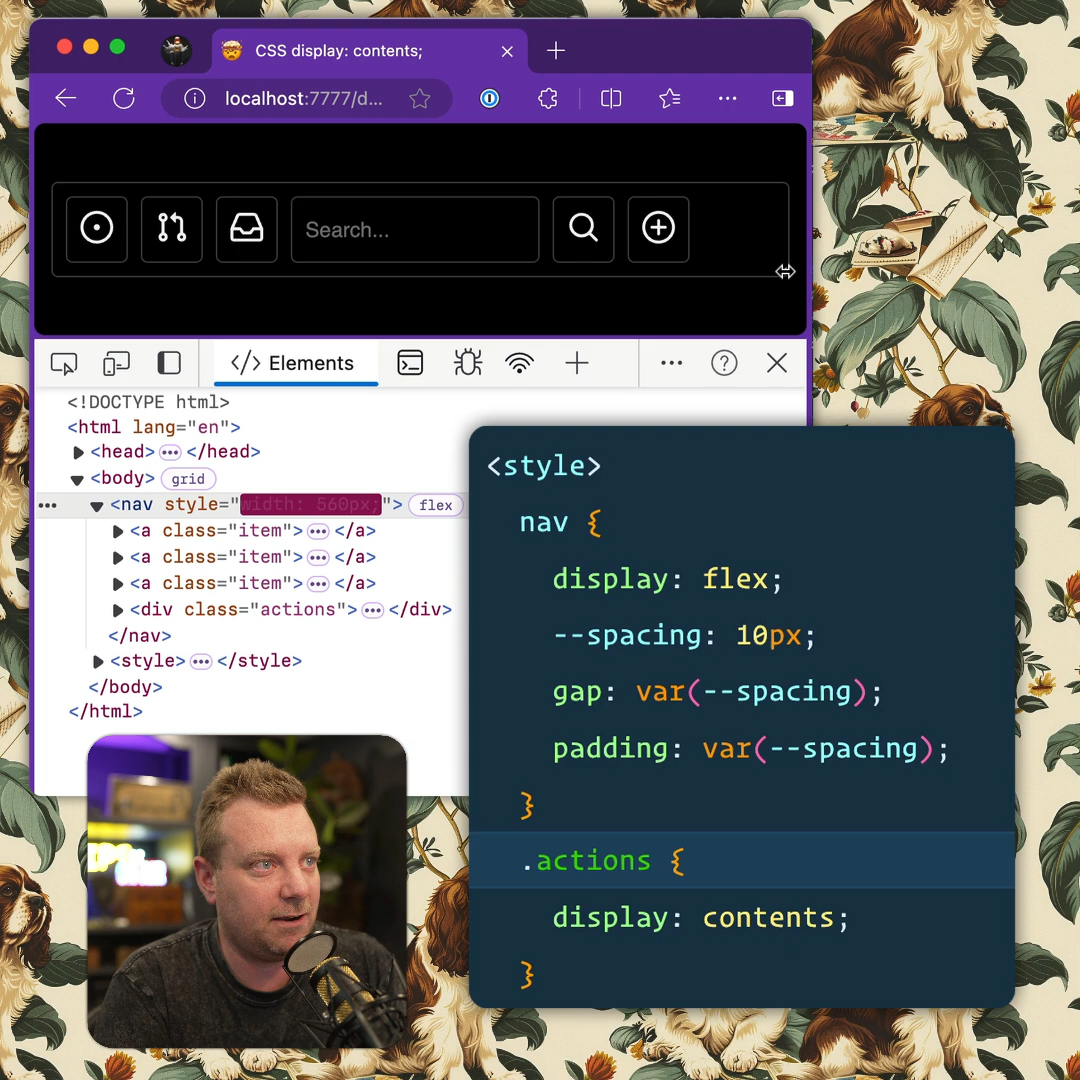 CSS display: contents;
localhost:7777/d...
Search...
</> Elements
<!DOCTYPE html>
<html lang="en">
<head> ••• </head>
<body> grid
••• <nav style="width: 560px;"> flex
<a class="item"> ••• </a>
<a class="item"> ••• </a>
<a class="item"> ••• </a>
<div class="actions"> ••• </div>
</nav>
<style> ••• </style>
</body>
</html>
<style>
nav {
display: flex;
--spacing: 10px;
gap: var(--spacing);
padding: var(--spacing);
}
.actions {
display: contents;
}